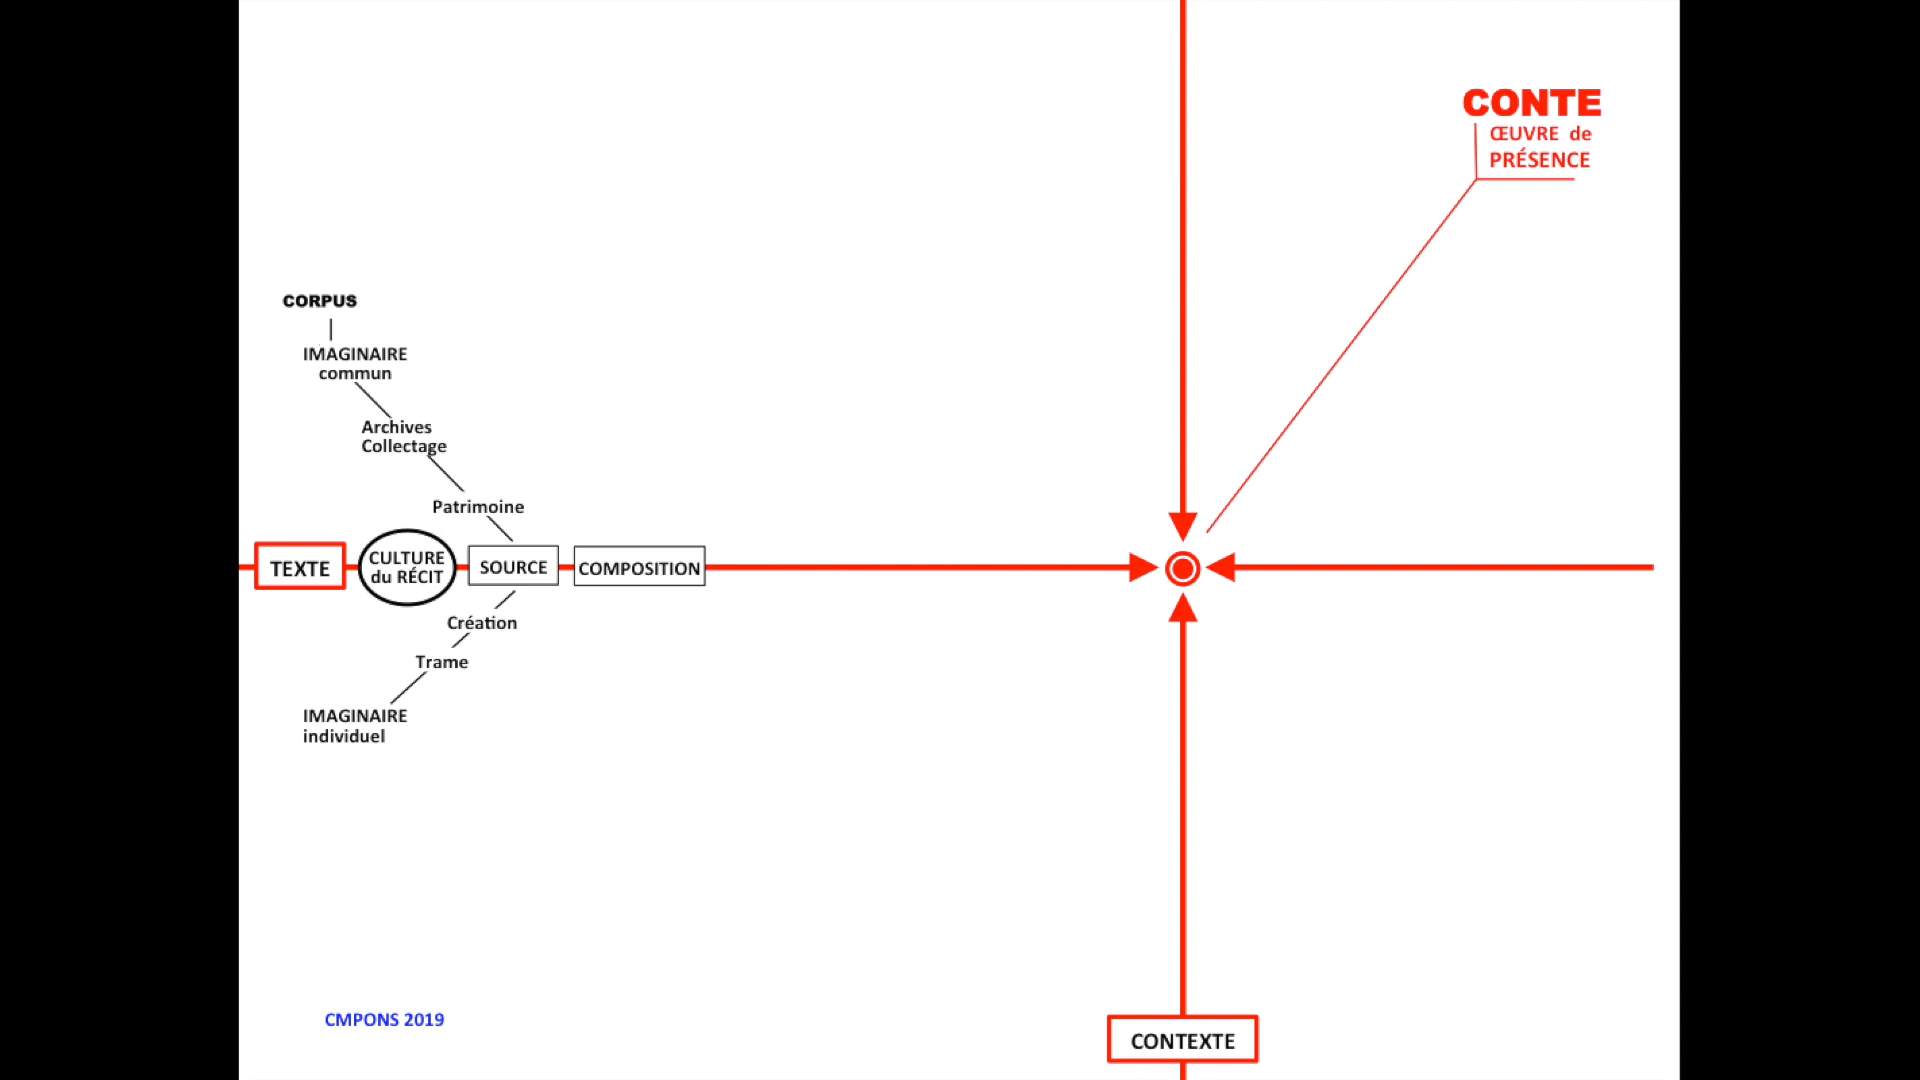 CONTE
ŒUVRE de
PRÉSENCE
CORPUS
IMAGINAIRE
commun
Archives
Collectage
Patrimoine
TEXTE
CULTURE
du RÉCIT
SOURCE
COMPOSITION
Création
Trame
IMAGINAIRE
individuel
CMPONS 2019
CONTEXTE